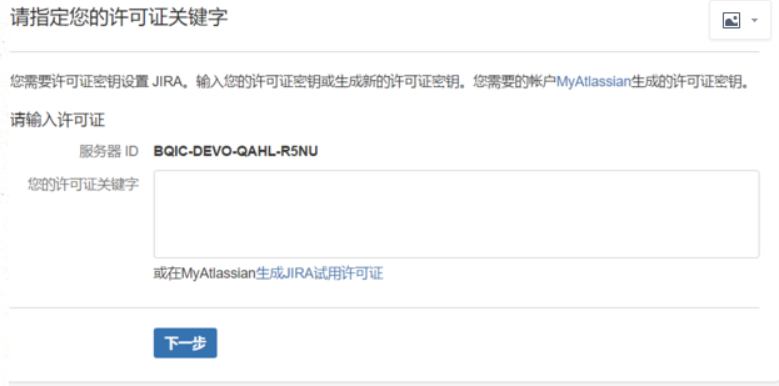 请指定您的许可证关键字
您需要许可证密钥设置 JIRA。输入您的许可证密钥或生成新的许可证密钥。您需要的帐户MyAtlassian生成的许可证密钥。
请输入许可证
服务器 ID BQIC-DEVO-QAHL-R5NU
您的许可证关键字
或在MyAtlassian生成JIRA试用许可证
下一步